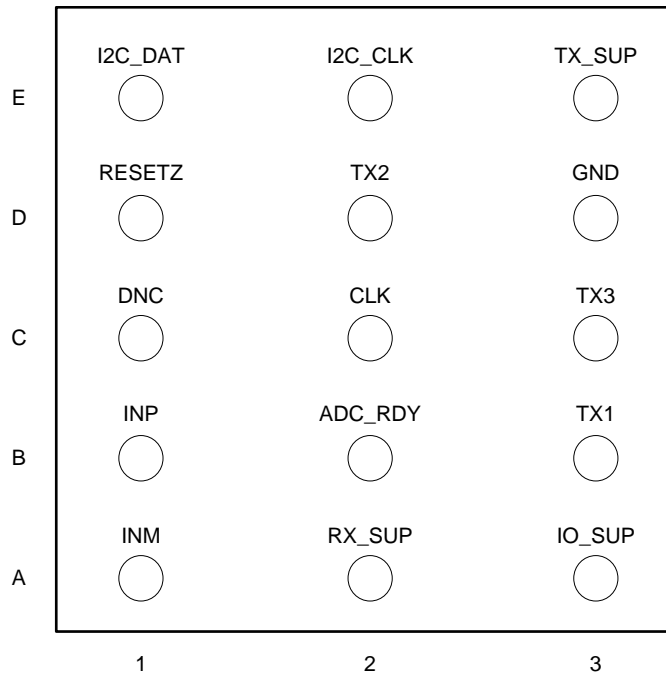 I2C_DAT I2C_CLK TX_SUP
E
RESETZ TX2 GND
D
DNC CLK TX3
C
INP ADC_RDY TX1
B
INM RX_SUP IO_SUP
A
1 2 3